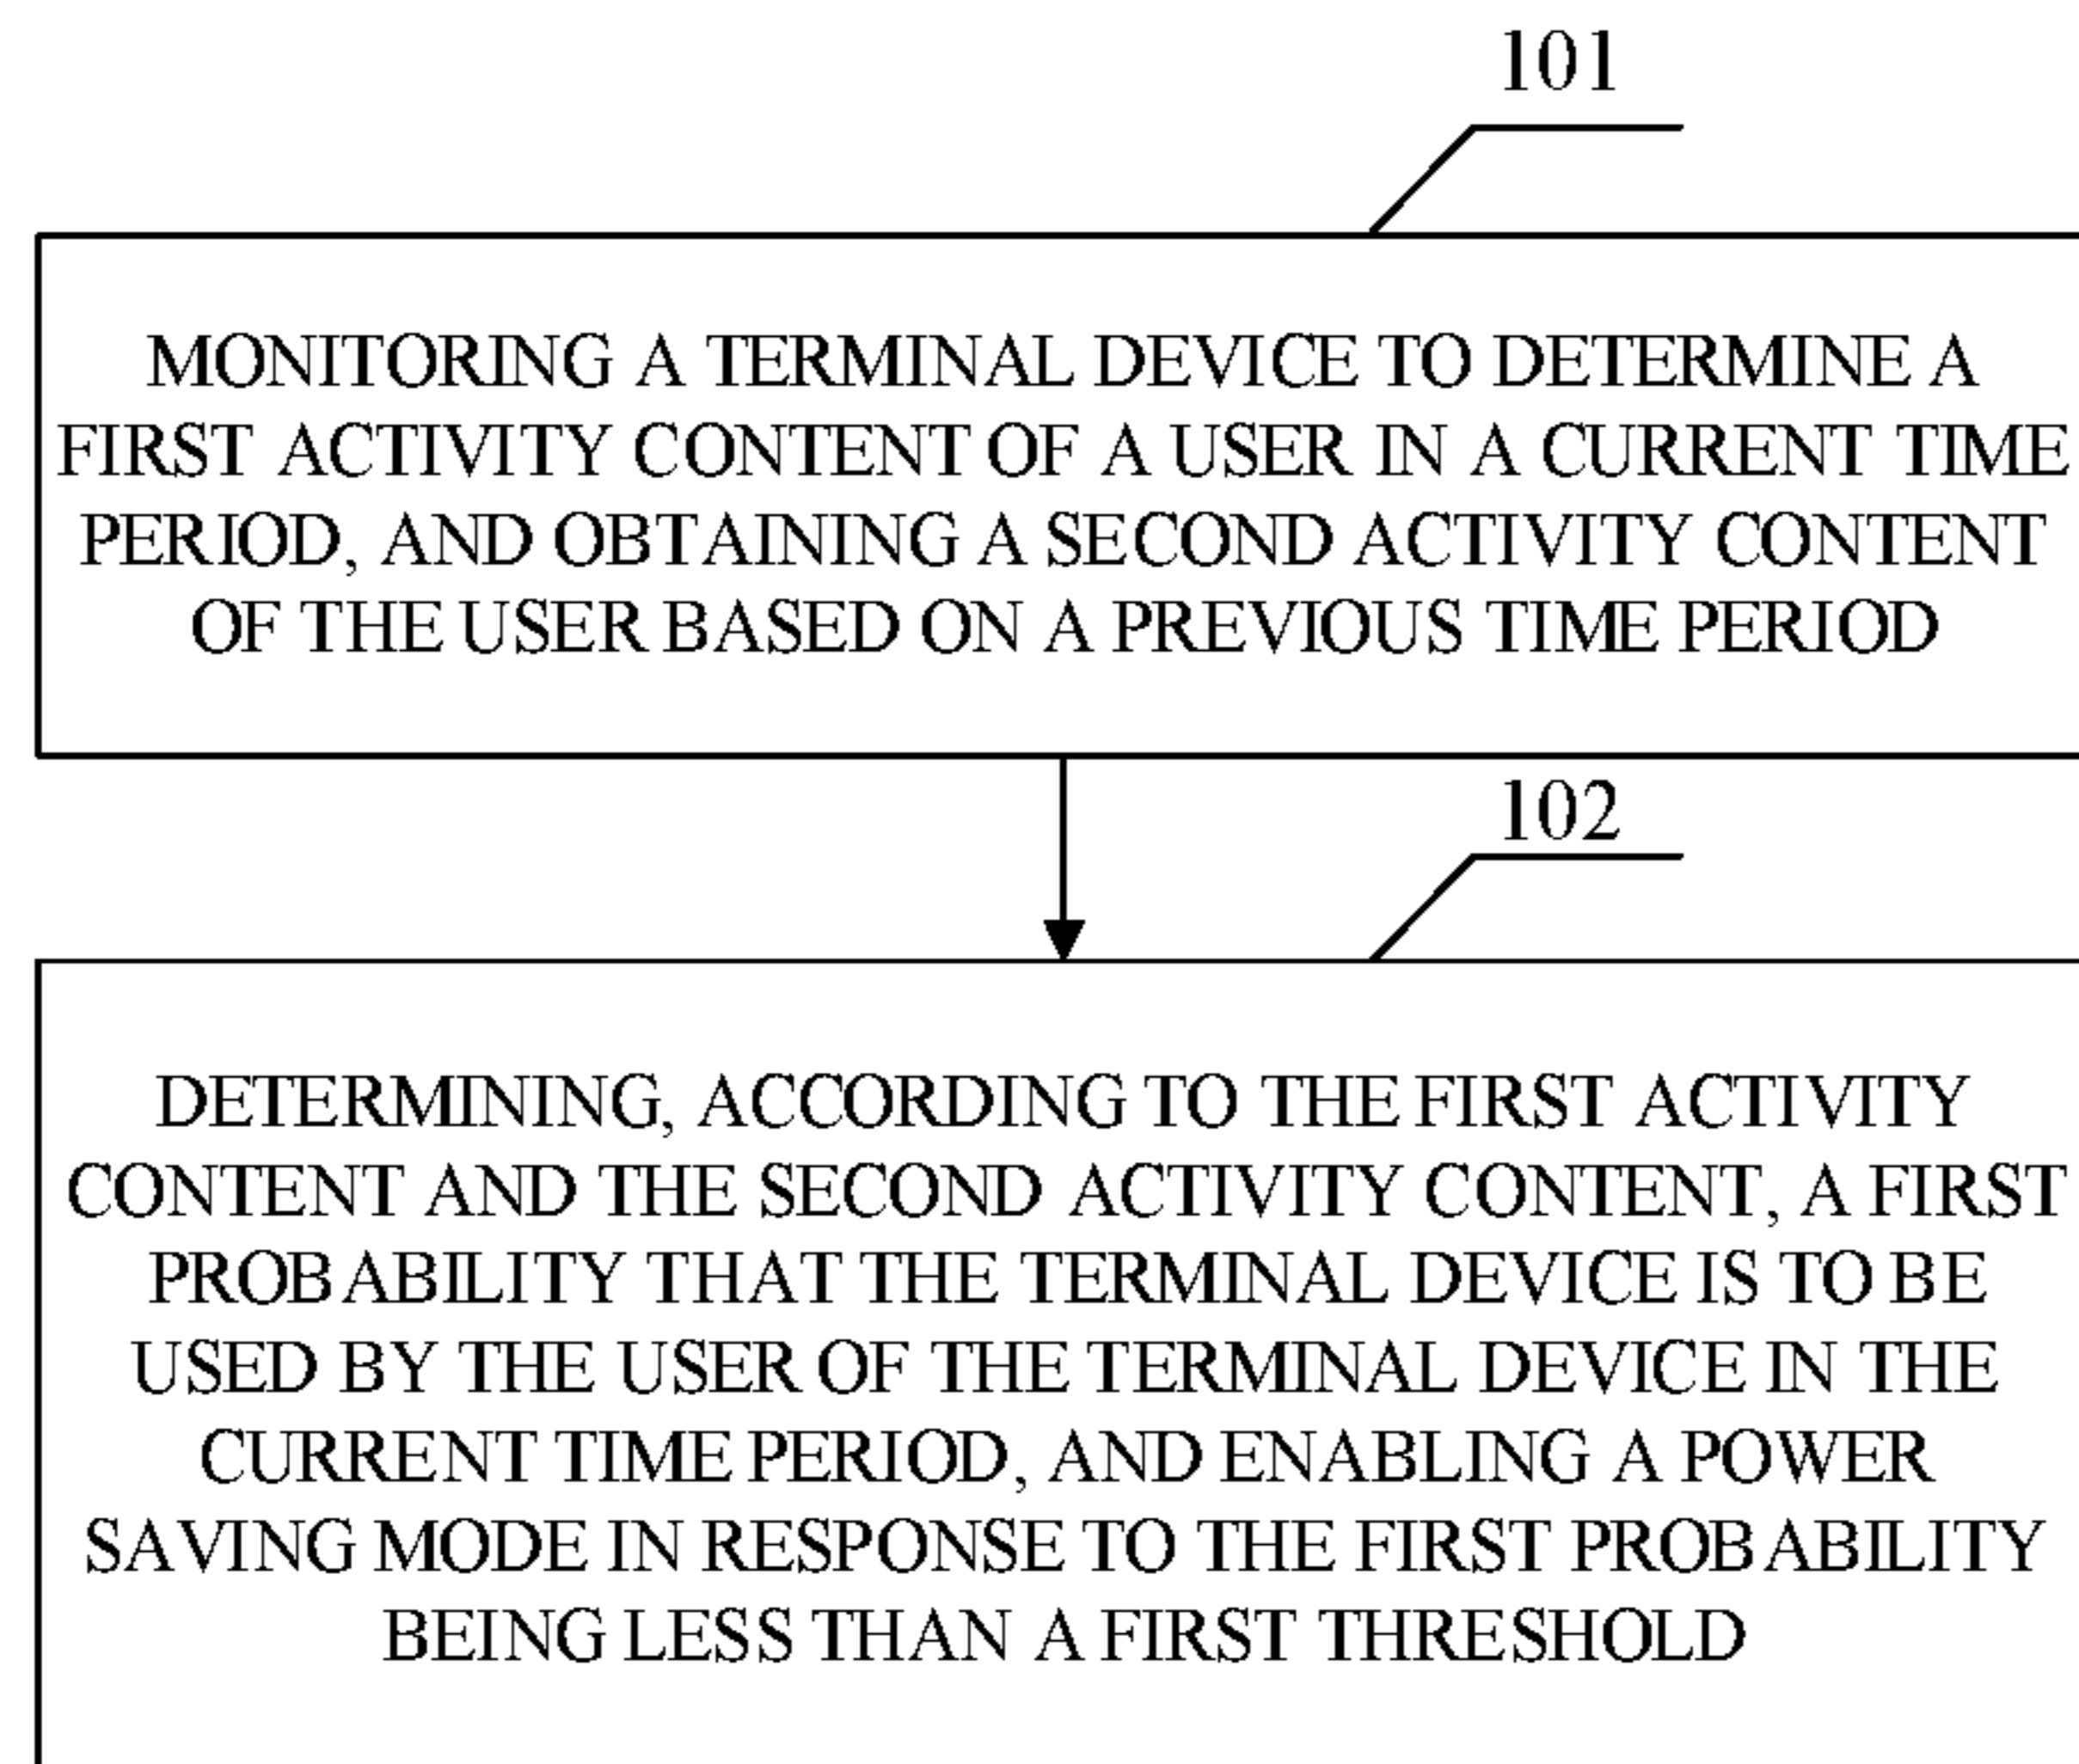 101
MONITORING A TERMINAL DEVICE TO DETERMINE A
FIRST ACTIVITY CONTENT OF A USER IN A CURRENT TIME
PERIOD, AND OBTAINING A SECOND ACTIVITY CONTENT
OF THE USER BASED ON A PREVIOUS TIME PERIOD
102
DETERMINING, ACCORDING TO THE FIRST ACTIVITY
CONTENT AND THE SECOND ACTIVITY CONTENT, A FIRST
PROBABILITY THAT THE TERMINAL DEVICE IS TO BE
USED BY THE USER OF THE TERMINAL DEVICE IN THE
CURRENT TIME PERIOD, AND ENABLING A POWER
SAVING MODE IN RESPONSE TO THE FIRST PROBABILITY
BEING LESS THAN A FIRST THRESHOLD